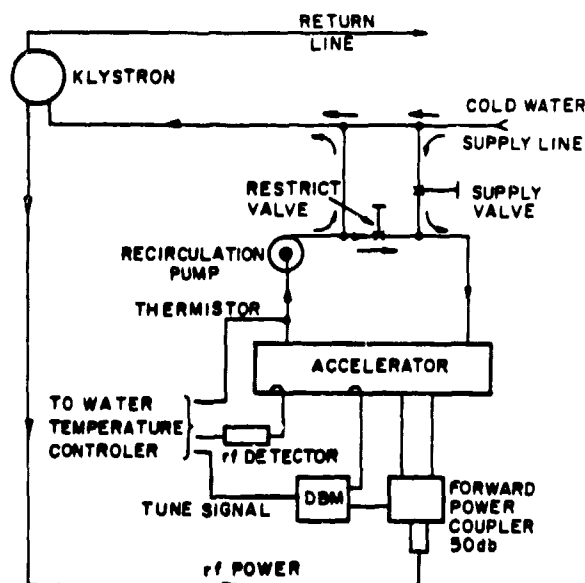 RETURN
LINE
KLYSTRON
COLD WATER
SUPPLY LINE
RESTRICT
VALVE
SUPPLY
VALVE
RECIRCULATION
PUMP
THERMISTOR
ACCELERATOR
TO WATER
TEMPERATURE
CONTROLER
rf DETECTOR
DBM
TUNE SIGNAL
FORWARD
POWER
COUPLER
50db
rf POWER